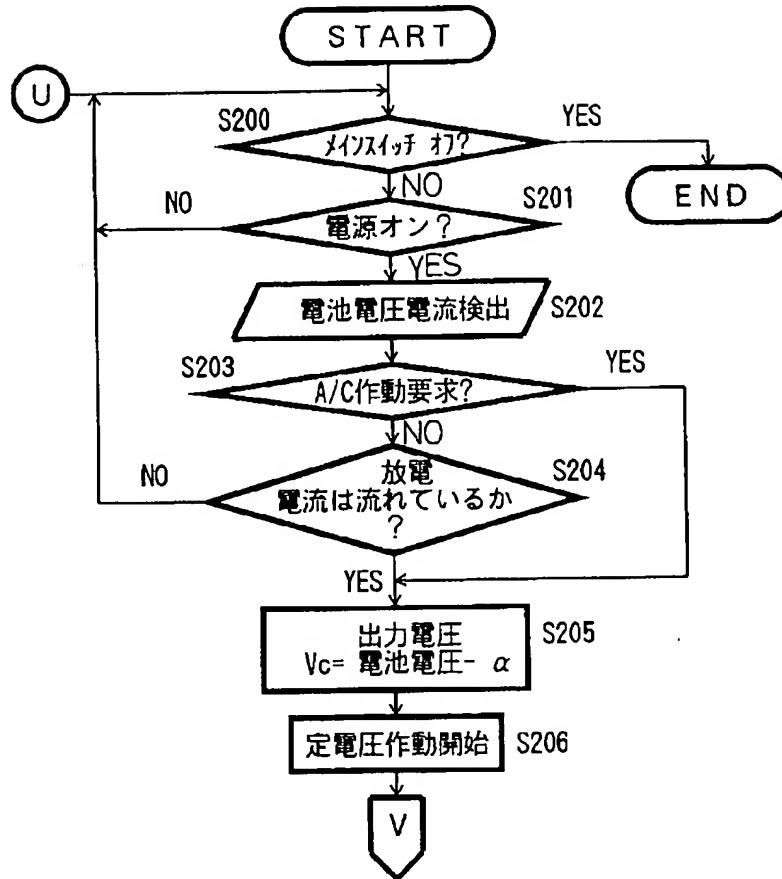 START
U
S200
メインスイッチ オフ?
YES
END
NO
NO
電源オン?
S201
YES
電池電圧電流検出
S202
S203
A/C作動要求?
YES
NO
NO
放電
電流は流れているか
?
S204
YES
出力電圧
Vc= 電池電圧- α
S205
定電圧作動開始
S206
V